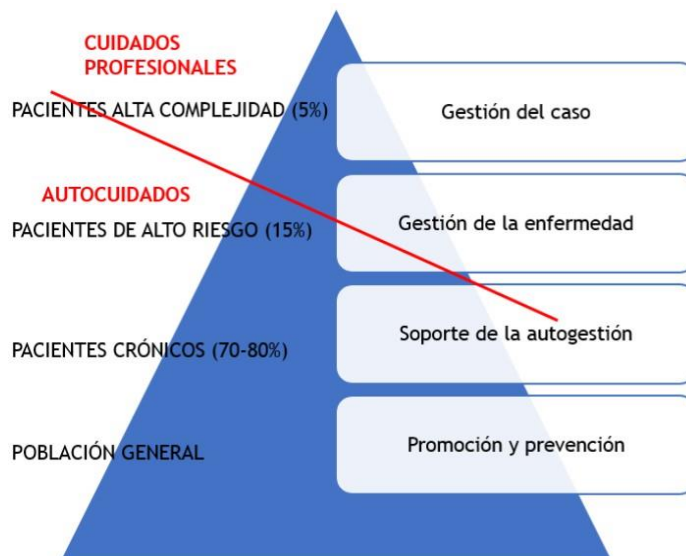 CUIDADOS
PROFESIONALES
PACIENTES ALTA COMPLEJIDAD (5%)
Gestión del caso
AUTOCUIDADOS
PACIENTES DE ALTO RIESGO (15%)
Gestión de la enfermedad
PACIENTES CRÓNICOS (70-80%)
Soporte de la autogestión
POBLACIÓN GENERAL
Promoción y prevención